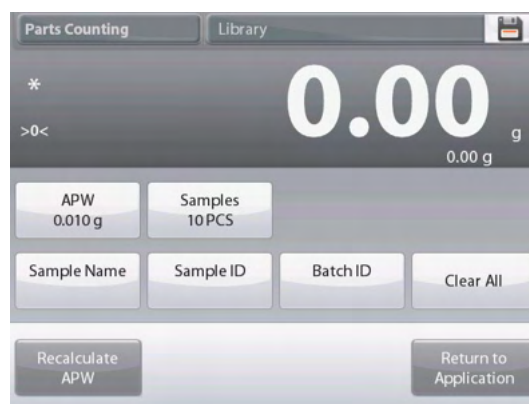 Parts Counting
Library
*
0.00
>0<
g
0.00 g
APW
0.010 g
Samples
10 PCS
Sample Name
Sample ID
Batch ID
Clear All
Recalculate
APW
Return to
Application